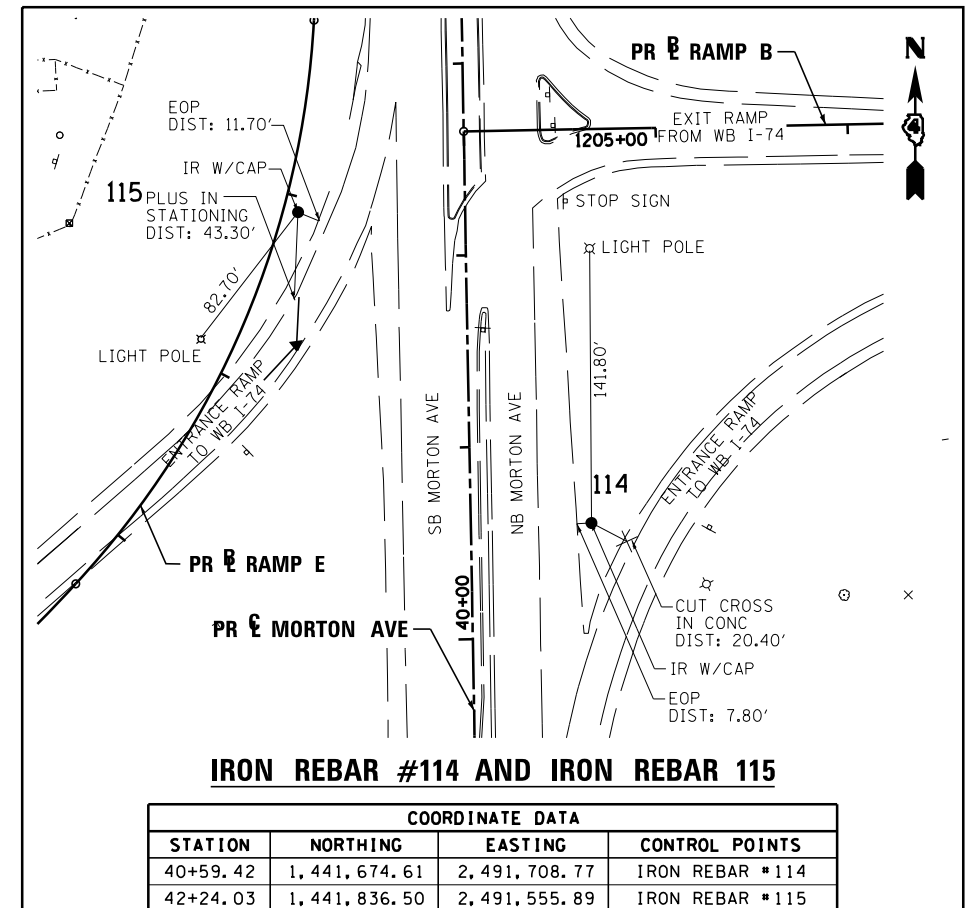 PR BL RAMP B
N
4
EOP
DIST: 11.70'
EXIT RAMP
FROM WB I-74
1205+00
IR W/CAP
115
PLUS IN
STATIONING
DIST: 43.30'
STOP SIGN
LIGHT POLE
82.70'
LIGHT POLE
141.80'
ENTRANCE RAMP
TO WB I-74
SB MORTON AVE
NB MORTON AVE
ENTRANCE RAMP
TO WB I-74
114
PR BL RAMP E
40+00
PR CL MORTON AVE
CUT CROSS
IN CONC
DIST: 20.40'
IR W/CAP
EOP
DIST: 7.80'
IRON REBAR #114 AND IRON REBAR 115
COORDINATE DATA
STATION NORTHING EASTING CONTROL POINTS
40+59.42 1,441,674.61 2,491,708.77 IRON REBAR #114
42+24.03 1,441,836.50 2,491,555.89 IRON REBAR #115